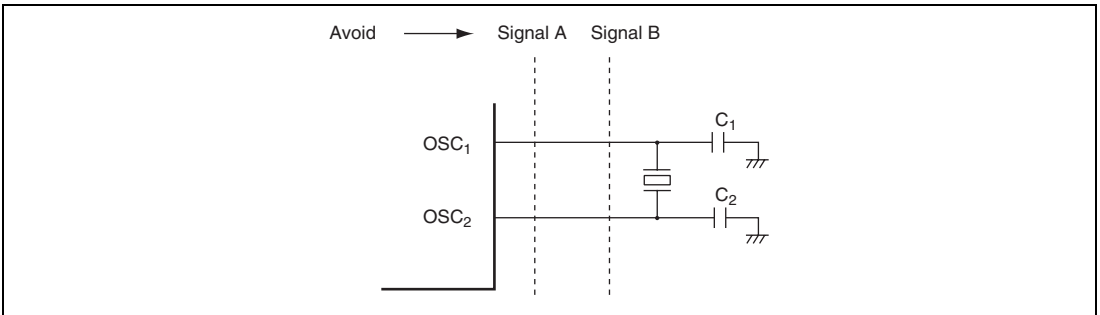 Avoid Signal A Signal B
C₁
OSC₁
C₂
OSC₂